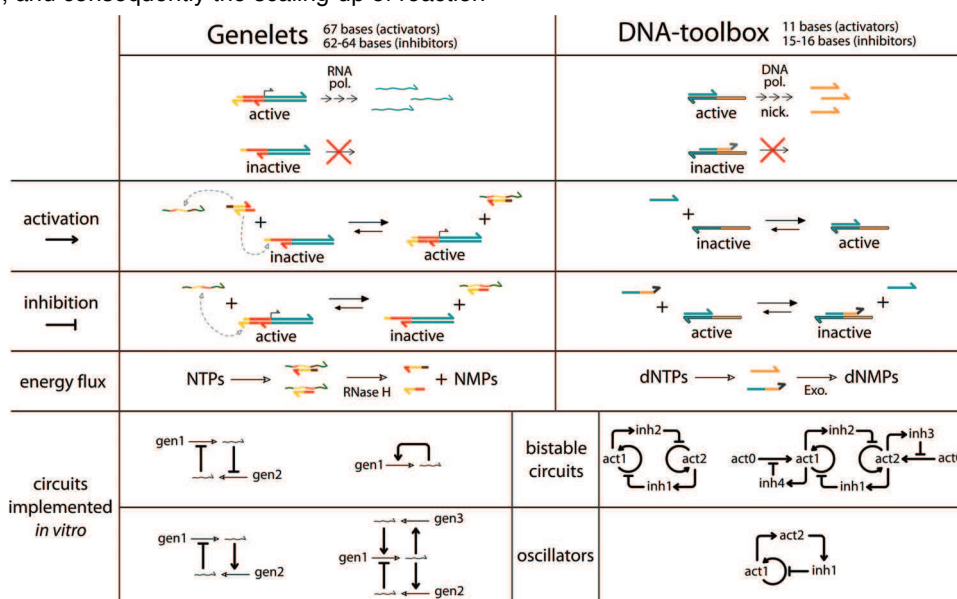 , and consequently the scaling-up of reaction
Genelets 67 bases (activators)
62-64 bases (inhibitors)
DNA-toolbox 11 bases (activators)
15-16 bases (inhibitors)
RNA
pol.
active
inactive
DNA
pol.
nick.
active
inactive
activation
+
inactive
active
+
+
inactive
active
inhibition
+
active
inactive
+
+
active
inactive
+
energy flux
NTPs
RNase H
+ NMPs
dNTPs
Exo.
dNMPs
circuits
implemented
in vitro
gen1
gen2
gen1
bistable
circuits
inh2
act1
act2
inh1
act0
act1
inh2
act2
inh3
inh4
inh1
gen1
gen2
gen3
gen1
gen2
oscillators
act2
act1
inh1